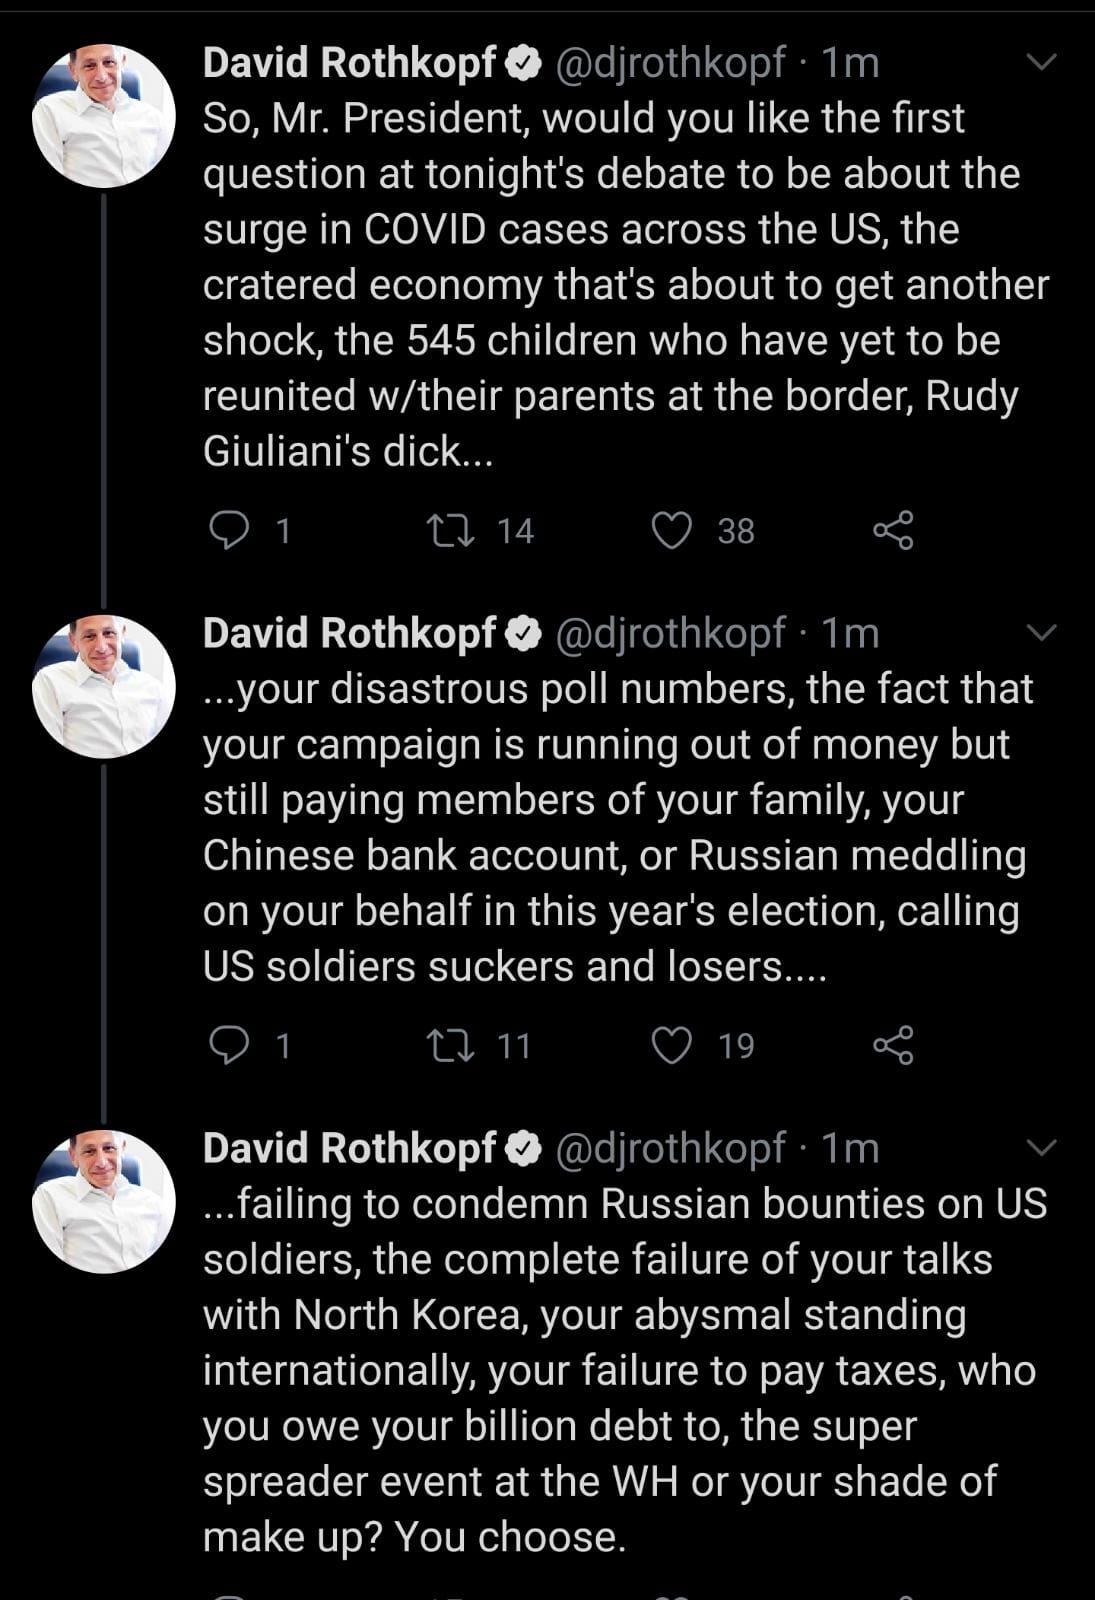 David Rothkopf @djrothkopf · 1m
So, Mr. President, would you like the first
question at tonight's debate to be about the
surge in COVID cases across the US, the
cratered economy that's about to get another
shock, the 545 children who have yet to be
reunited w/their parents at the border, Rudy
Giuliani's dick...
1 14 38
David Rothkopf @djrothkopf · 1m
...your disastrous poll numbers, the fact that
your campaign is running out of money but
still paying members of your family, your
Chinese bank account, or Russian meddling
on your behalf in this year's election, calling
US soldiers suckers and losers....
1 11 19
David Rothkopf @djrothkopf · 1m
...failing to condemn Russian bounties on US
soldiers, the complete failure of your talks
with North Korea, your abysmal standing
internationally, your failure to pay taxes, who
you owe your billion debt to, the super
spreader event at the WH or your shade of
make up? You choose.